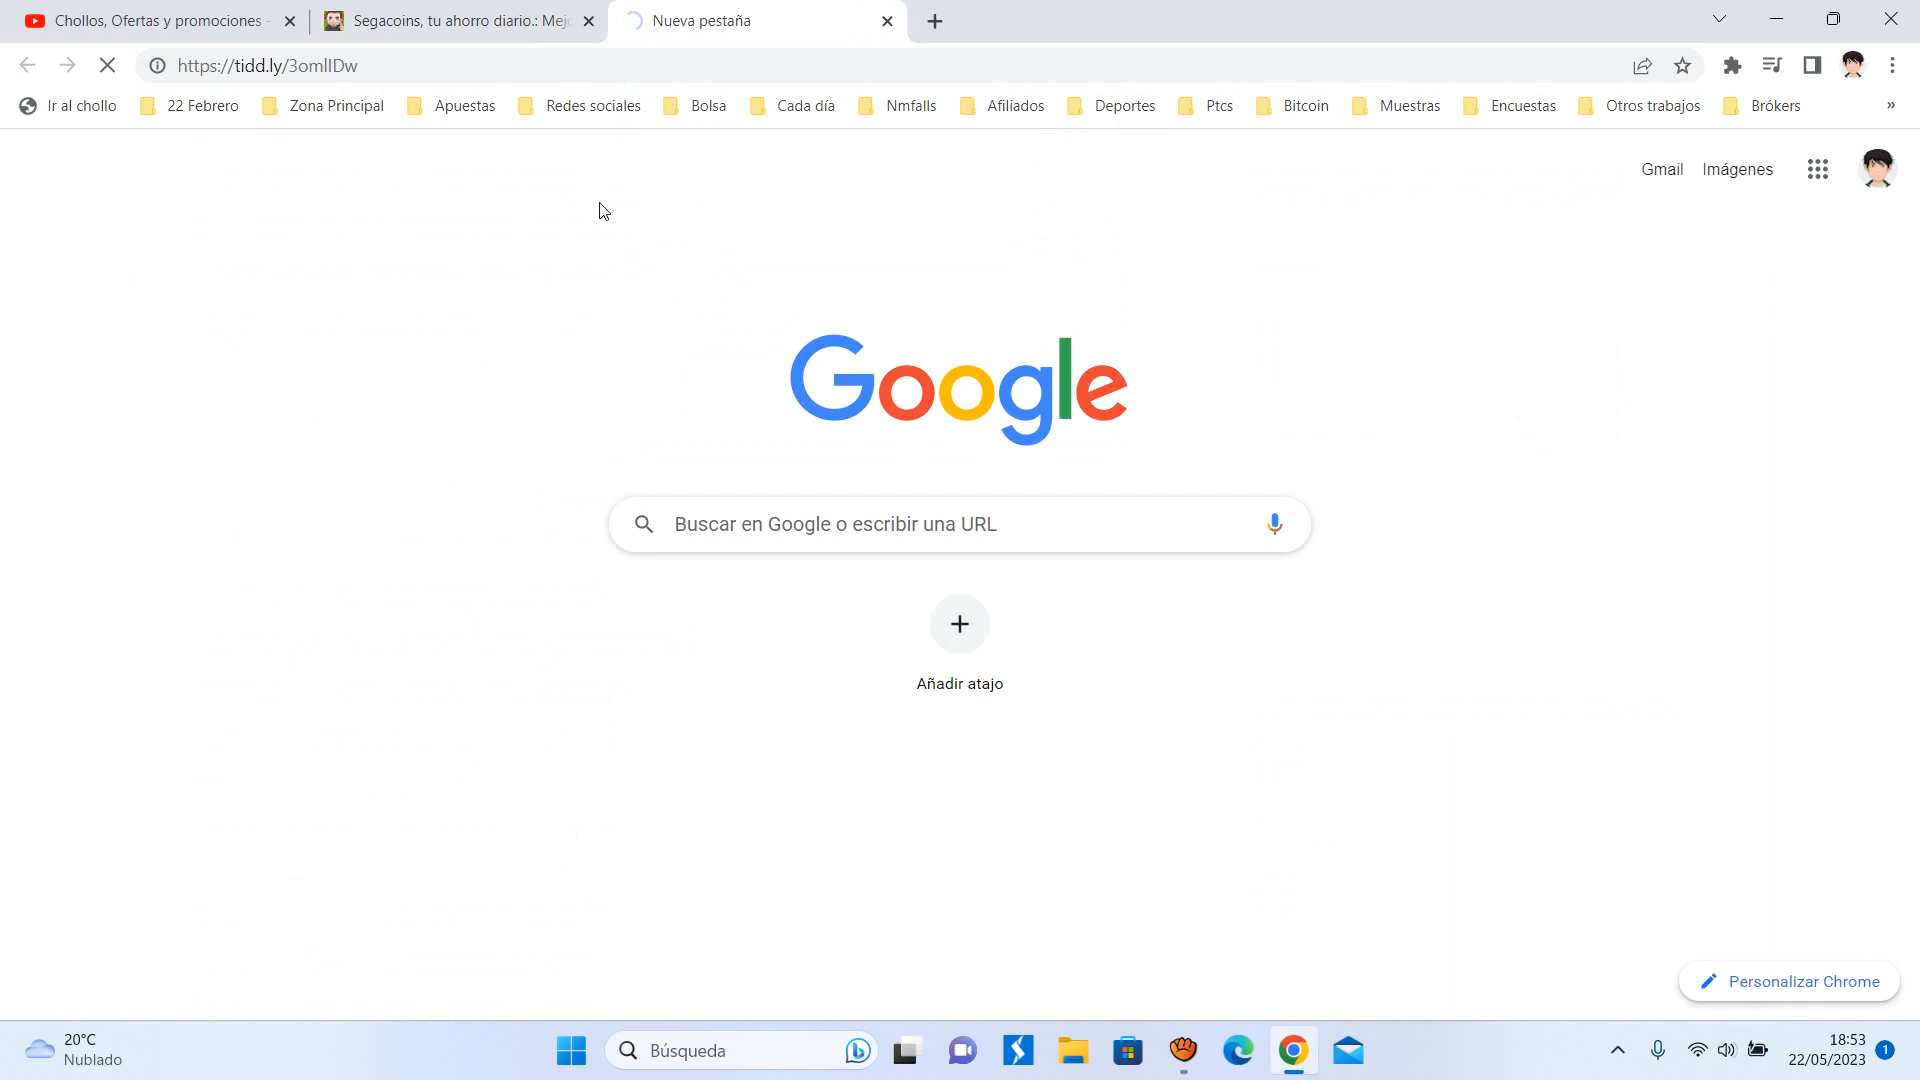 Chollos, Ofertas y promociones -
Segacoins, tu ahorro diario.: Mejo
Nueva pestaña
https://tidd.ly/3omlIDw
Ir al chollo
22 Febrero
Zona Principal
Apuestas
Redes sociales
Bolsa
Cada día
Nmfalls
Afiliados
Deportes
Ptcs
Bitcoin
Muestras
Encuestas
Otros trabajos
Brókers
»
Gmail
Imágenes
Google
Buscar en Google o escribir una URL
Añadir atajo
Personalizar Chrome
20°C
Nublado
Búsqueda
18:53
22/05/2023
1